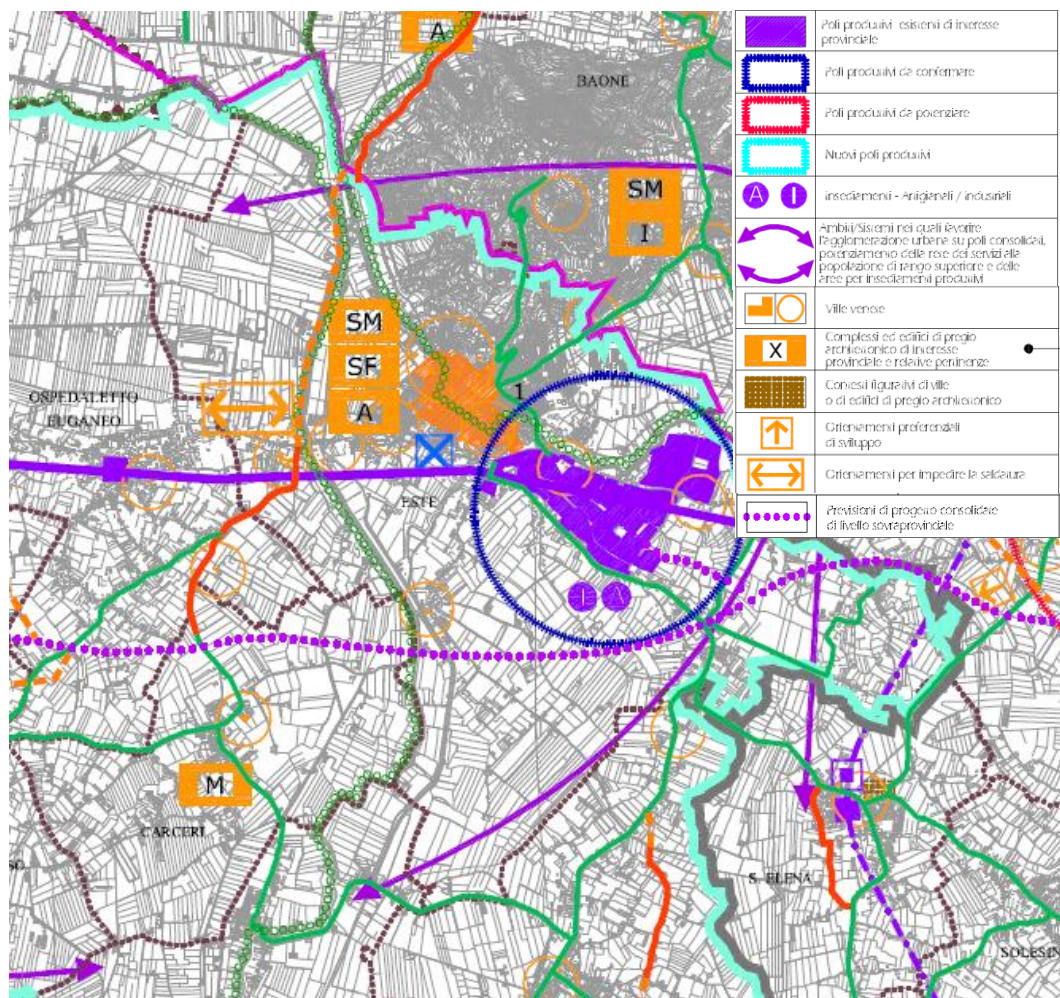 A
BAONE
SM
I
SM
SF
A
1
OSPEDALETTO
EUGANEO
ESTE
I A
M
CARCERI
SO
S. ELENA
SOLESIN
Poli produttivi esistenti di interesse
provinciale
Poli produttivi da confermare
Poli produttivi da potenziare
Nuovi poli produttivi
A I
insediamenti - Artigianali / industriali
Ambiti/Sistemi nei quali favorire
l'agglomerazione urbana su poli consolidati,
potenziamento della rete dei servizi alla
popolazione di rango superiore e delle
aree per insediamenti produttivi
Ville venete
X
Complessi ed edifici di pregio
architettonico di interesse
provinciale e relative pertinenze
Contesti figurativi di ville
o di edifici di pregio architettonico
Orientamenti preferenziali
di sviluppo
Orientamenti per impedire la saldatura
Previsioni di progetto consolidate
di livello sovraprovinciale